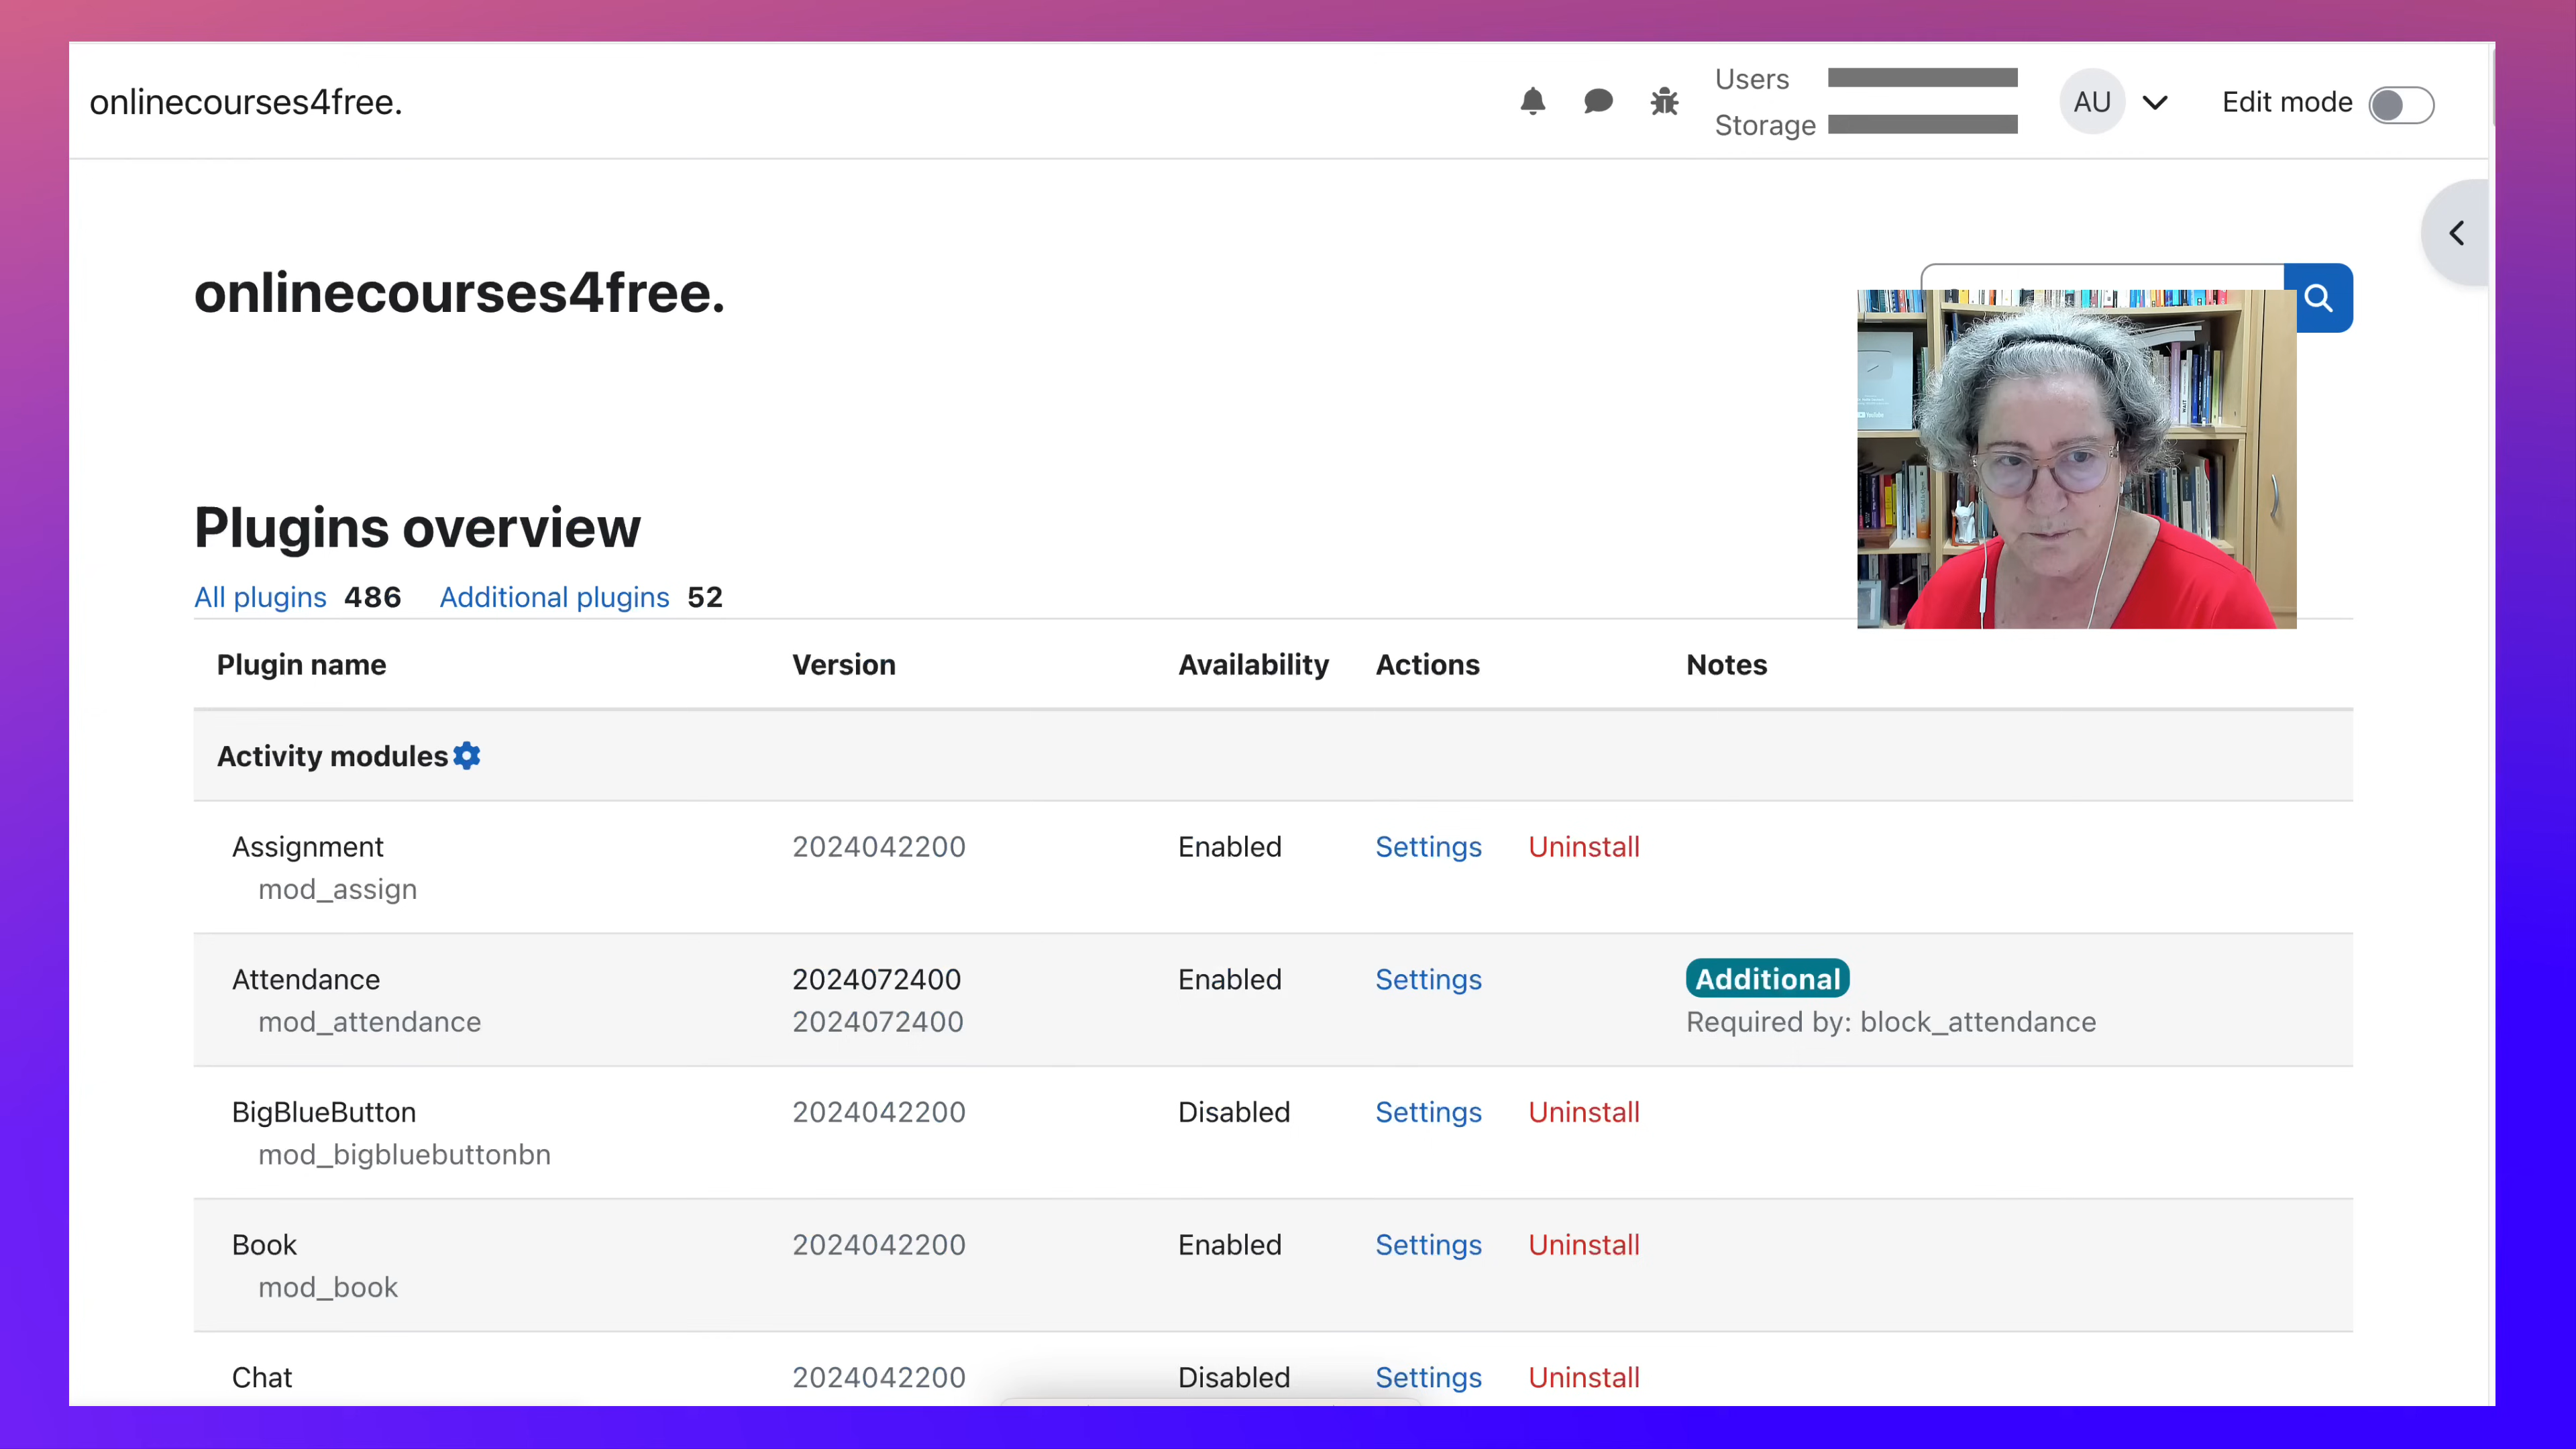 onlinecourses4free.
Users
Storage
AU
Edit mode
onlinecourses4free.
Plugins overview
All plugins 486 Additional plugins 52
Plugin name Version Availability Actions Notes
Activity modules
Assignment 2024042200 Enabled Settings Uninstall
mod_assign
Attendance 2024072400 Enabled Settings Additional
mod_attendance 2024072400 Required by: block_attendance
BigBlueButton 2024042200 Disabled Settings Uninstall
mod_bigbluebuttonbn
Book 2024042200 Enabled Settings Uninstall
mod_book
Chat 2024042200 Disabled Settings Uninstall